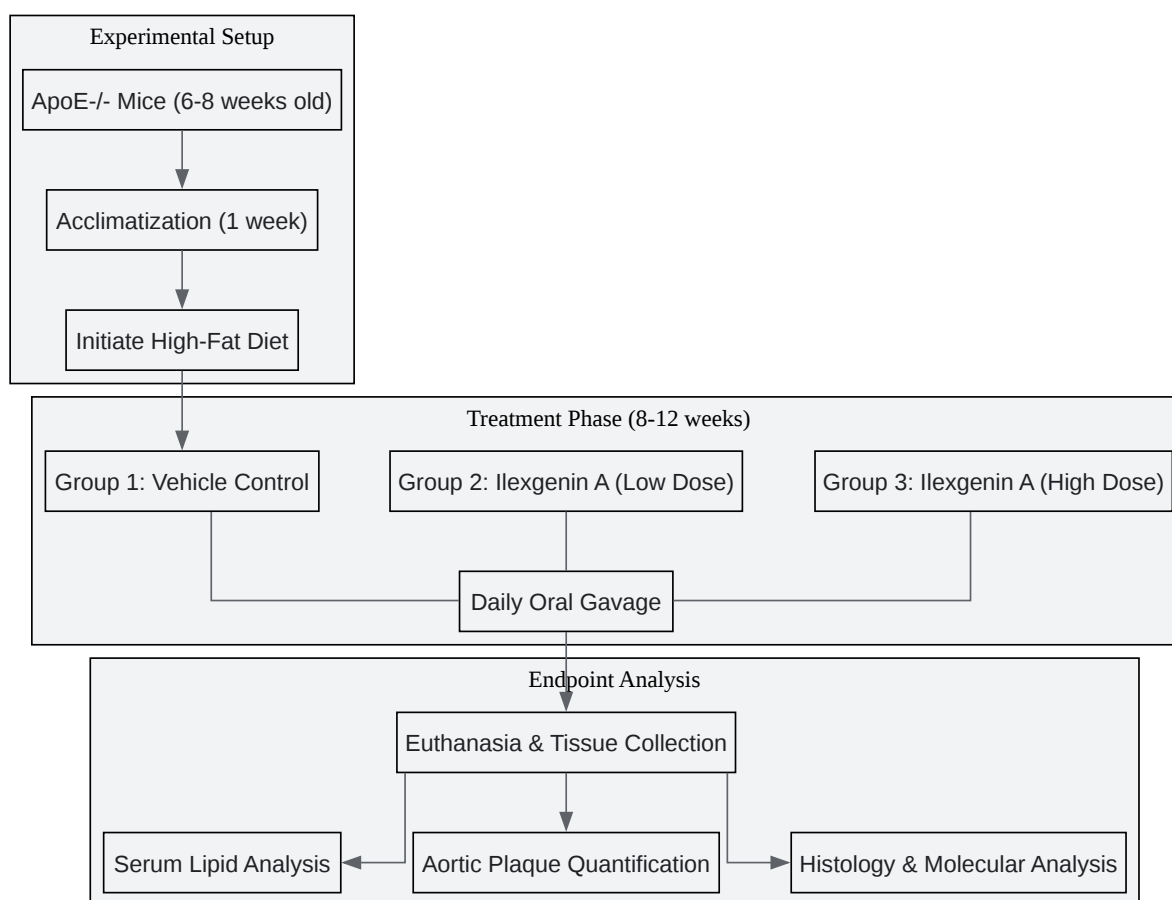 Experimental Setup
ApoE-/- Mice (6-8 weeks old)
Acclimatization (1 week)
Initiate High-Fat Diet
Treatment Phase (8-12 weeks)
Group 1: Vehicle Control
Group 2: Ilexgenin A (Low Dose)
Group 3: Ilexgenin A (High Dose)
Daily Oral Gavage
Endpoint Analysis
Euthanasia & Tissue Collection
Serum Lipid Analysis
Aortic Plaque Quantification
Histology & Molecular Analysis